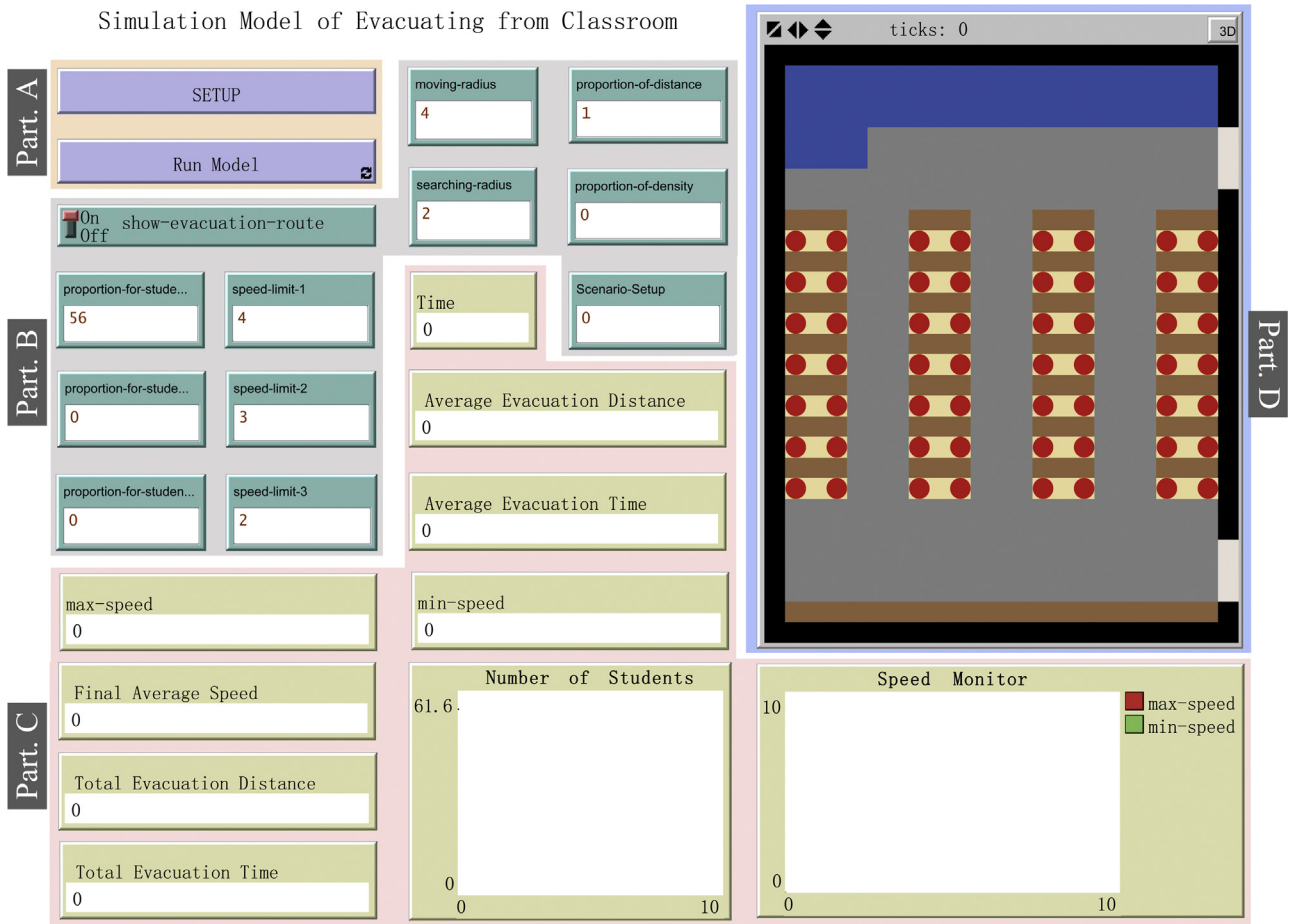 Simulation Model of Evacuating from Classroom
Part. A
SETUP
Run Model
Part. B
On
Off
show-evacuation-route
moving-radius
4
proportion-of-distance
1
searching-radius
2
proportion-of-density
0
proportion-for-stude...
56
speed-limit-1
4
Time
0
Scenario-Setup
0
proportion-for-stude...
0
speed-limit-2
3
proportion-for-studen...
0
speed-limit-3
2
Average Evacuation Distance
0
Average Evacuation Time
0
Part. C
max-speed
0
min-speed
0
Final Average Speed
0
Total Evacuation Distance
0
Total Evacuation Time
0
Number of Students
61.6
0
0
10
Speed Monitor
10
0
0
10
max-speed
min-speed
Part. D
ticks: 0
3D